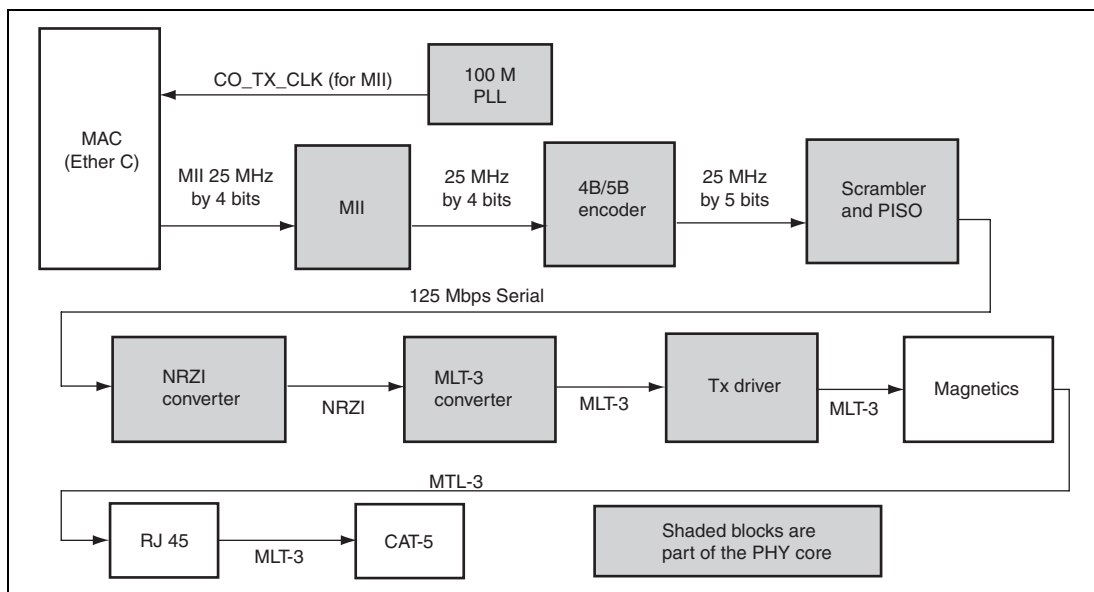 100 M
PLL
CO_TX_CLK (for MII)
MAC
(Ether C)
MII 25 MHz
by 4 bits
MII
25 MHz
by 4 bits
4B/5B
encoder
25 MHz
by 5 bits
Scrambler
and PISO
125 Mbps Serial
NRZI
converter
NRZI
MLT-3
converter
MLT-3
Tx driver
MLT-3
Magnetics
MTL-3
RJ 45
MLT-3
CAT-5
Shaded blocks are
part of the PHY core